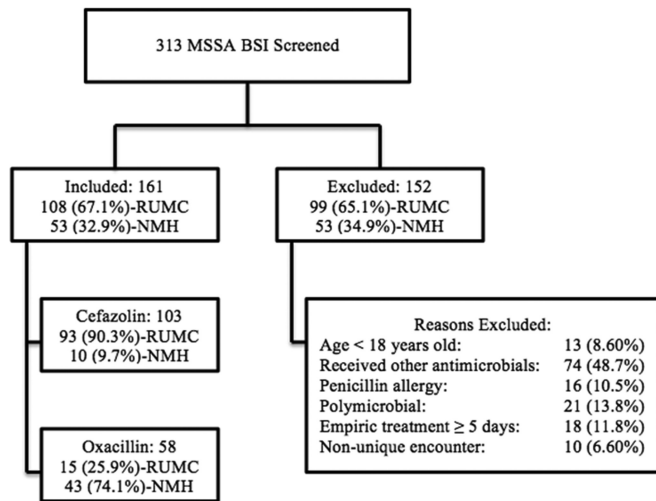 313 MSSA BSI Screened
Included: 161
108 (67.1%)-RUMC
53 (32.9%)-NMH
Excluded: 152
99 (65.1%)-RUMC
53 (34.9%)-NMH
Cefazolin: 103
93 (90.3%)-RUMC
10 (9.7%)-NMH
Oxacillin: 58
15 (25.9%)-RUMC
43 (74.1%)-NMH
Reasons Excluded:
Age < 18 years old: 13 (8.60%)
Received other antimicrobials: 74 (48.7%)
Penicillin allergy: 16 (10.5%)
Polymicrobial: 21 (13.8%)
Empiric treatment ≥ 5 days: 18 (11.8%)
Non-unique encounter: 10 (6.60%)